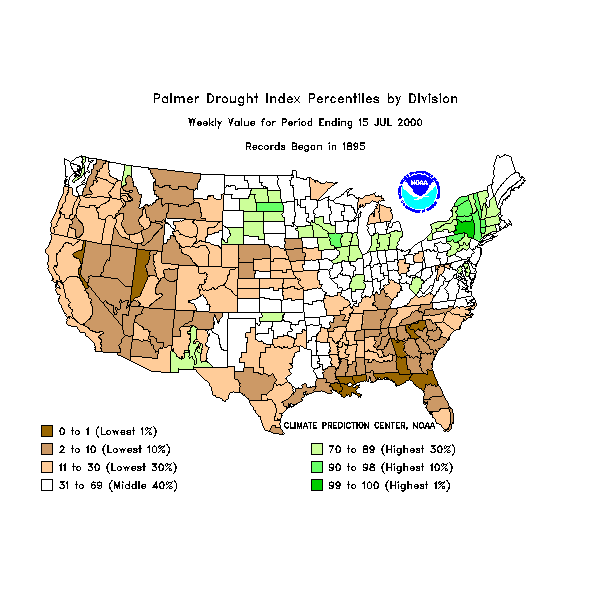 Palmer Drought Index Percentiles by Division
Weekly Value for Period Ending 15 JUL 2000
Records Began in 1895
NOAA
CLIMATE PREDICTION CENTER, NOAA
0 to 1 (Lowest 1%)
2 to 10 (Lowest 10%)
11 to 30 (Lowest 30%)
31 to 69 (Middle 40%)
70 to 89 (Highest 30%)
90 to 98 (Highest 10%)
99 to 100 (Highest 1%)